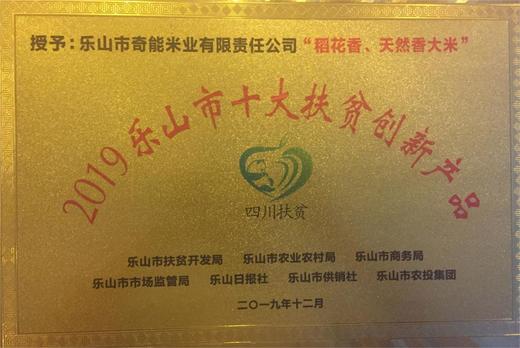 授予：乐山市奇能米业有限责任公司“稻花香、天然香大米”
2019乐山市十大扶贫创新产品
四川扶贫
乐山市扶贫开发局 乐山市农业农村局 乐山市商务局
乐山市市场监管局 乐山日报社 乐山市供销社 乐山市农投集团
二〇一九年十二月